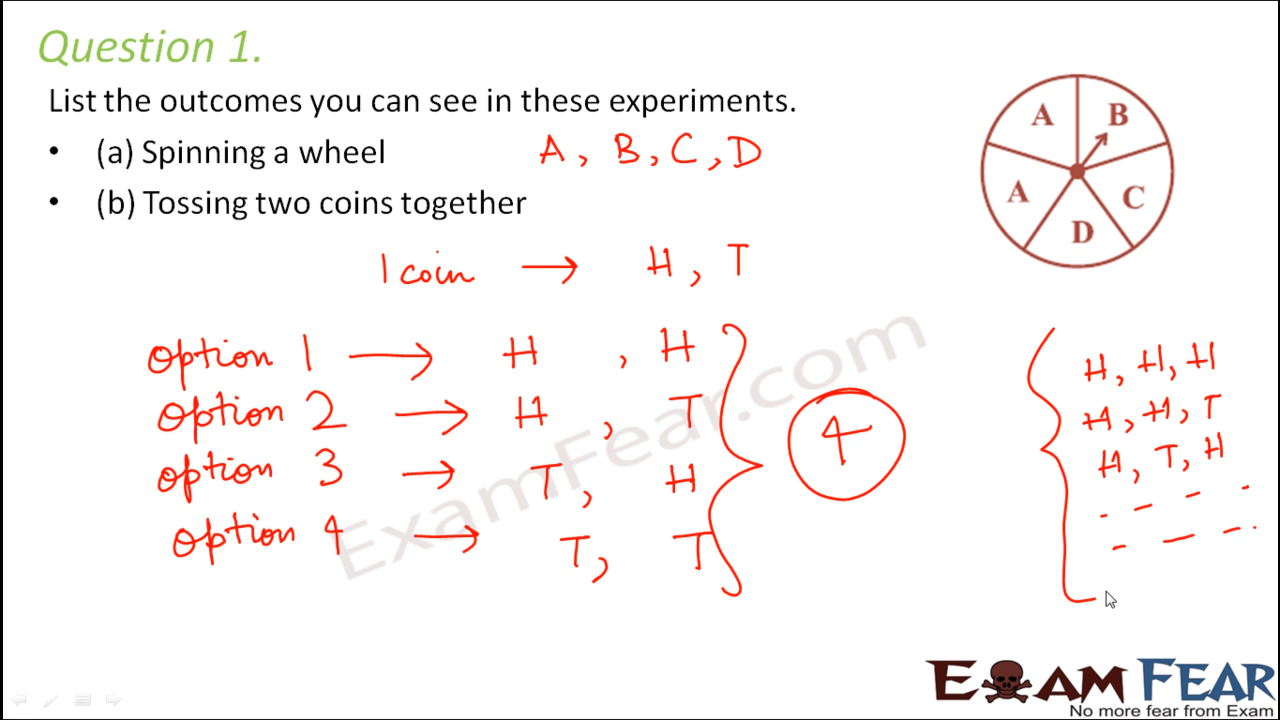 Question 1.
List the outcomes you can see in these experiments.
• (a) Spinning a wheel A, B, C, D
• (b) Tossing two coins together
A B
A C
D
1 coin → H, T
option 1 → H, H
option 2 → H, T
option 3 → T, H
option 4 → T, T
4
H, H, H
H, H, T
H, T, H
- - -
- - -
ExamFear.com
EXAM FEAR
No more fear from Exam